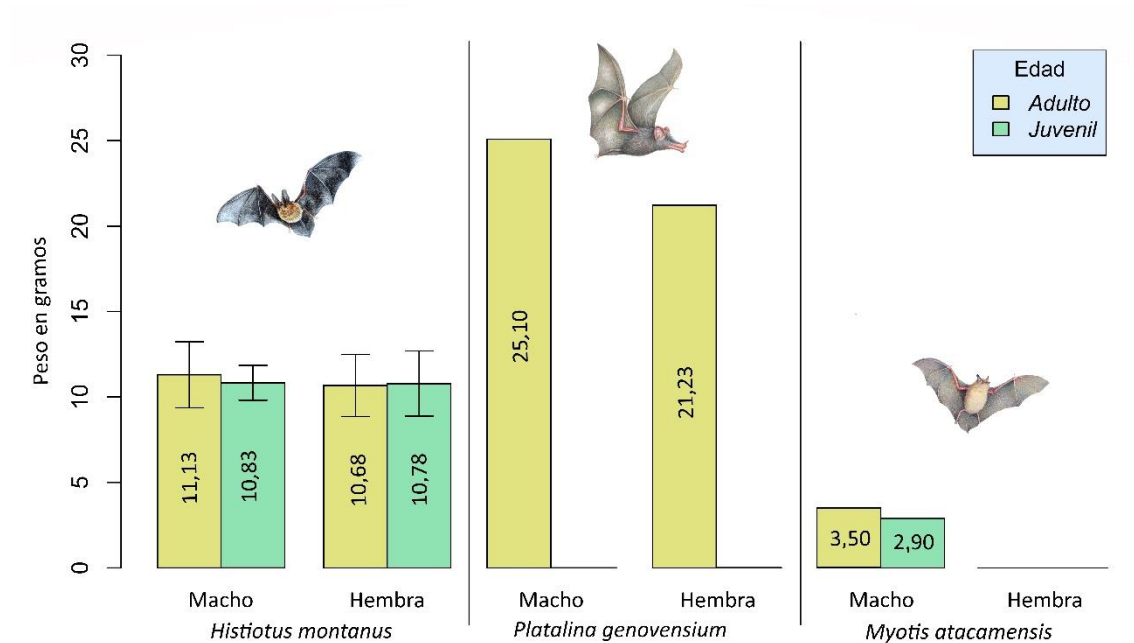 Peso en gramos
30
25
20
15
10
5
0
11,13
10,83
10,68
10,78
25,10
21,23
3,50
2,90
Edad
Adulto
Juvenil
Macho Hembra Macho Hembra Macho Hembra
Histiotus montanus Platalina genovensium Myotis atacamensis